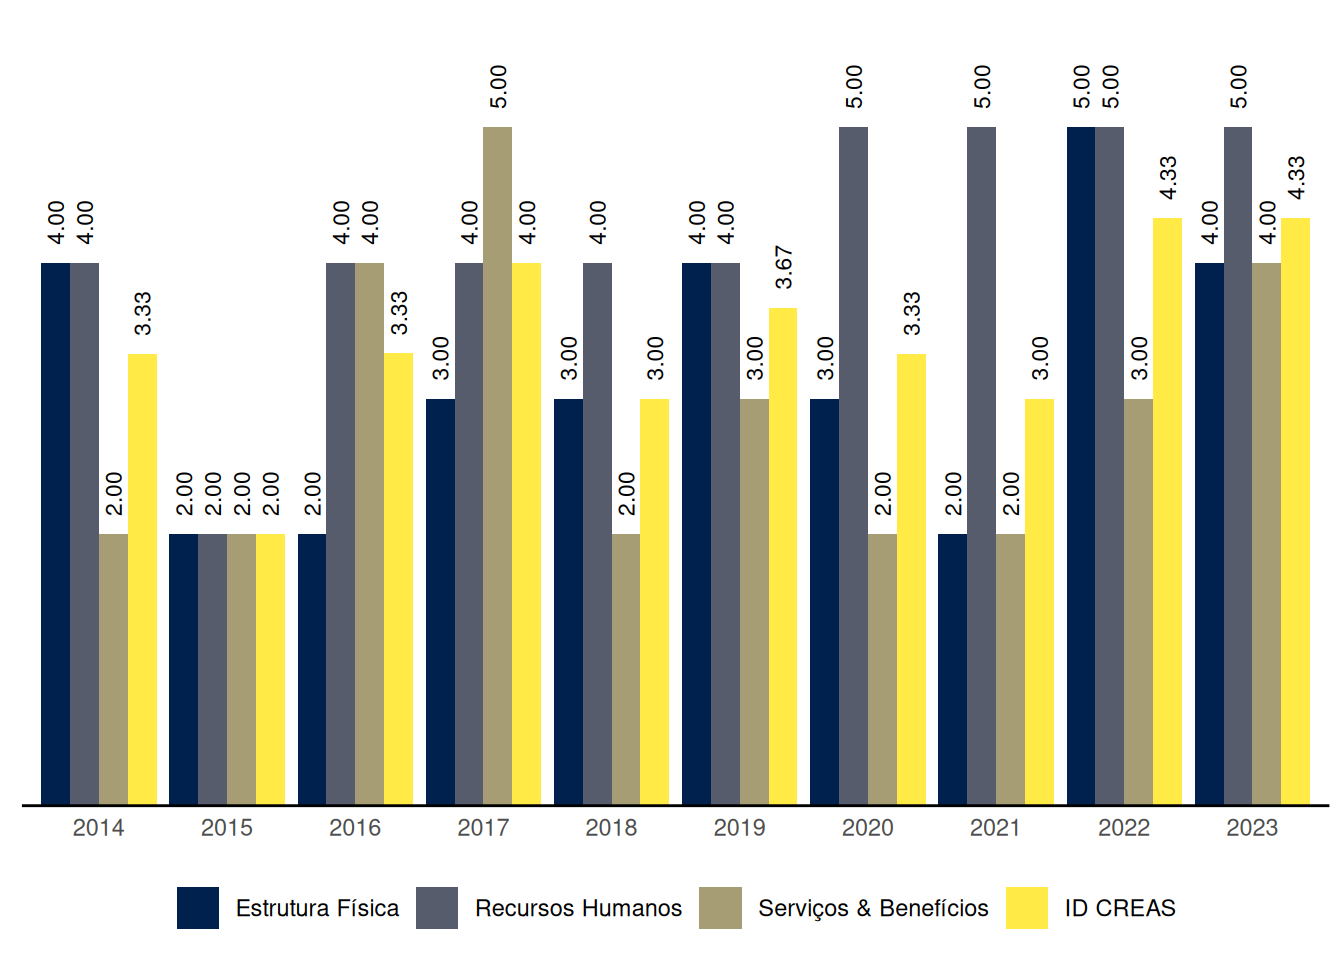 4.00 4.00 2.00 3.33
2.00 2.00 2.00 2.00
2.00 4.00 4.00 3.33
3.00 4.00 5.00 4.00
3.00 4.00 2.00 3.00
4.00 4.00 3.00 3.67
3.00 5.00 2.00 3.33
2.00 5.00 2.00 3.00
5.00 5.00 3.00 4.33
4.00 5.00 4.00 4.33
2014 2015 2016 2017 2018 2019 2020 2021 2022 2023
Estrutura Física Recursos Humanos Serviços & Benefícios ID CREAS